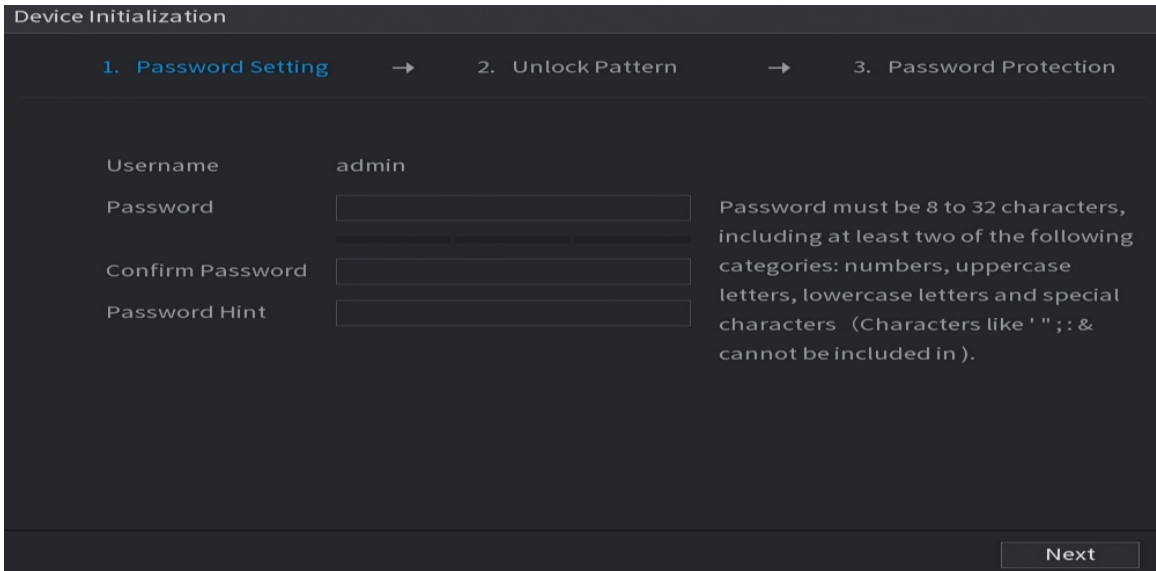 Device Initialization
1. Password Setting → 2. Unlock Pattern → 3. Password Protection
Username admin
Password
Confirm Password
Password Hint
Password must be 8 to 32 characters,
including at least two of the following
categories: numbers, uppercase
letters, lowercase letters and special
characters (Characters like ' " ; : &
cannot be included in ).
Next